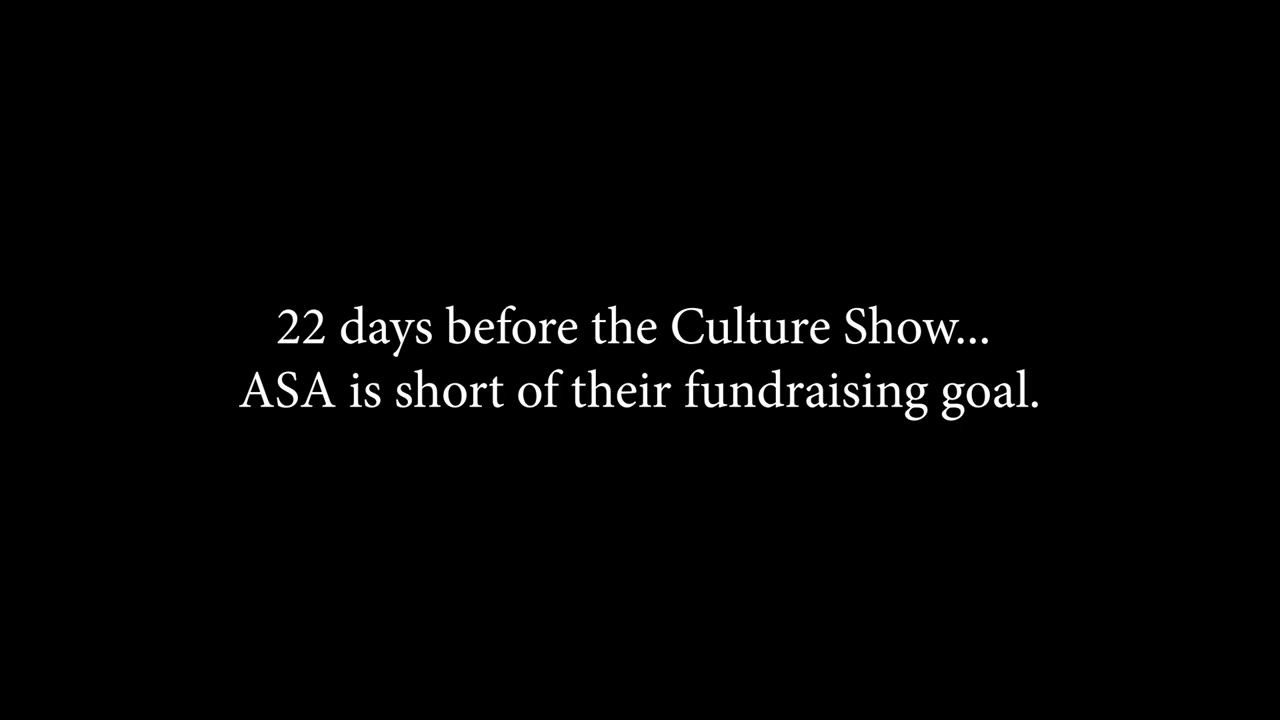 22 days before the Culture Show...
ASA is short of their fundraising goal.